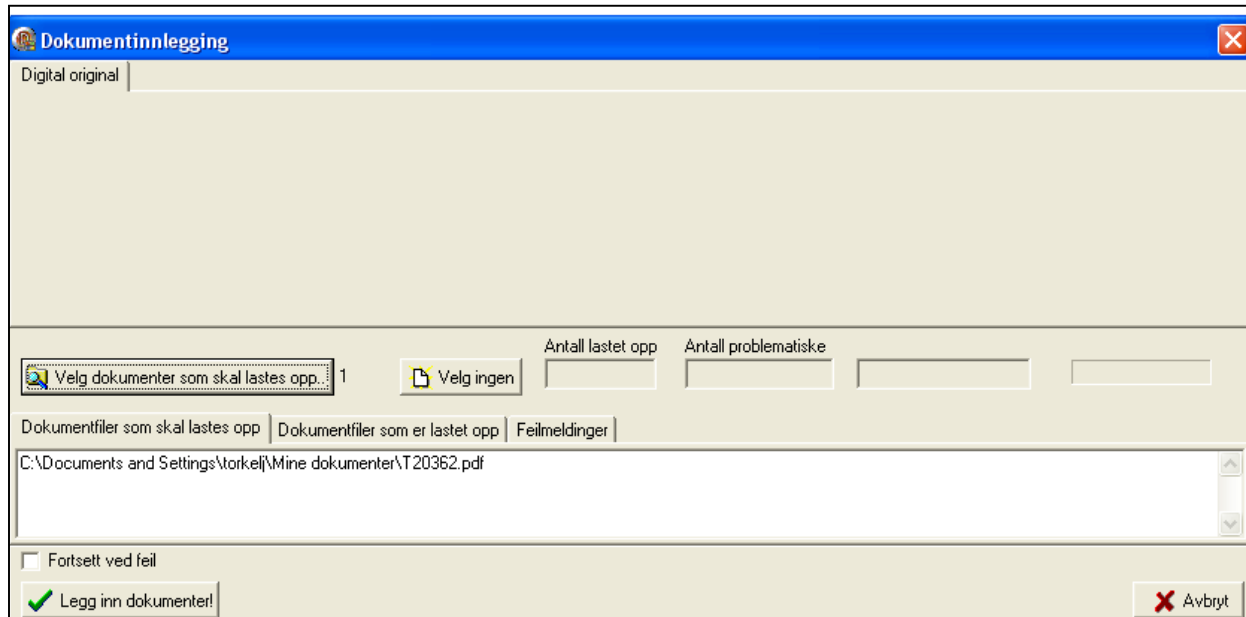 Dokumentinnlegging
Digital original
Antall lastet opp Antall problematiske
Velg dokumenter som skal lastes opp.. 1 Velg ingen
Dokumentfiler som skal lastes opp Dokumentfiler som er lastet opp Feilmeldinger
C:\Documents and Settings\torkelj\Mine dokumenter\T20362.pdf
Fortsett ved feil
Legg inn dokumenter! Avbryt